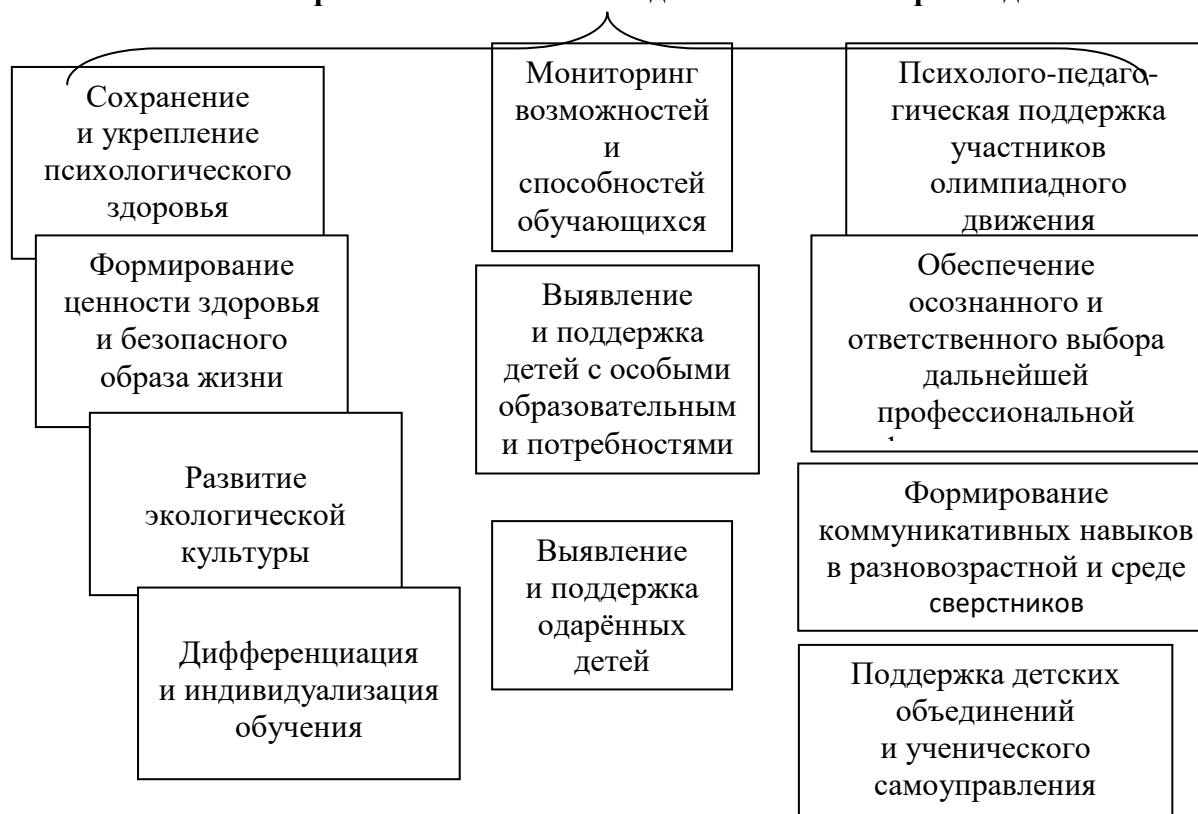 Сохранение
и укрепление
психологического
здоровья
Формирование
ценности здоровья
и безопасного
образа жизни
Развитие
экологической
культуры
Дифференциация
и индивидуализация
обучения
Мониторинг
возможностей
и
способностей
обучающихся
Выявление
и поддержка
детей с особыми
образовательным
и потребностями
Выявление
и поддержка
одарённых
детей
Психолого-педаго-
гическая поддержка
участников
олимпиадного
движения
Обеспечение
осознанного и
ответственного выбора
дальнейшей
профессиональной
Формирование
коммуникативных навыков
в разновозрастной и среде
сверстников
Поддержка детских
объединений
и ученического
самоуправления